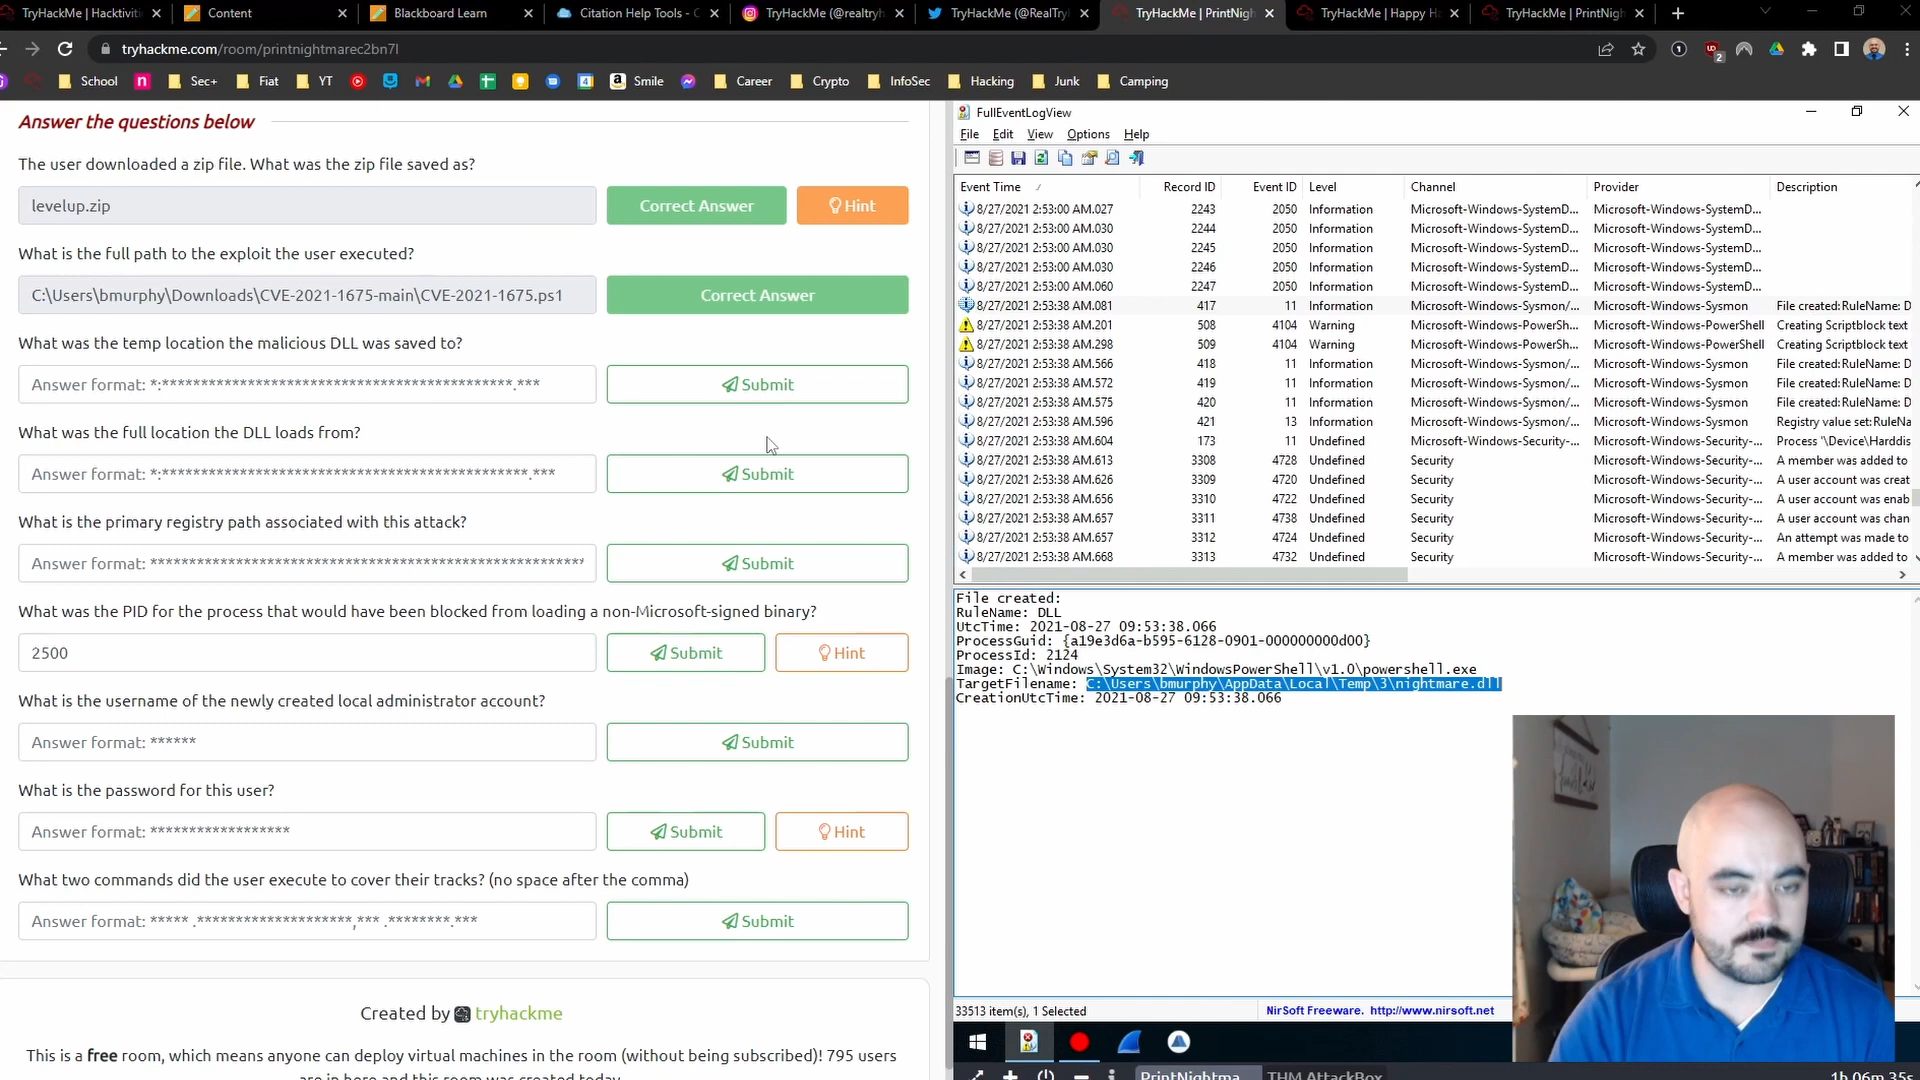 TryHackMe | Hacktiviti
Content
Blackboard Learn
Citation Help Tools - C
TryHackMe (@realtryh
TryHackMe (@RealTry
TryHackMe | PrintNigh
TryHackMe | Happy Ha
TryHackMe | PrintNigh
tryhackme.com/room/printnightmarec2bn7l
School
Sec+
Fiat
YT
Smile
Career
Crypto
InfoSec
Hacking
Junk
Camping
Answer the questions below
The user downloaded a zip file. What was the zip file saved as?
levelup.zip
Correct Answer
Hint
What is the full path to the exploit the user executed?
C:\Users\bmurphy\Downloads\CVE-2021-1675-main\CVE-2021-1675.ps1
Correct Answer
What was the temp location the malicious DLL was saved to?
Answer format: *:*********************************************.***
Submit
What was the full location the DLL loads from?
Answer format: *:***********************************************.***
Submit
What is the primary registry path associated with this attack?
Answer format: ********************************************************
Submit
What was the PID for the process that would have been blocked from loading a non-Microsoft-signed binary?
2500
Submit
Hint
What is the username of the newly created local administrator account?
Answer format: ******
Submit
What is the password for this user?
Answer format: ******************
Submit
Hint
What two commands did the user execute to cover their tracks? (no space after the comma)
Answer format: *****.********************,***.********.***
Submit
Created by tryhackme
This is a free room, which means anyone can deploy virtual machines in the room (without being subscribed)! 795 users
are in here and this room was created today
FullEventLogView
File Edit View Options Help
Event Time Record ID Event ID Level Channel Provider Description
8/27/2021 2:53:00 AM.027 2243 2050 Information Microsoft-Windows-SystemD... Microsoft-Windows-SystemD...
8/27/2021 2:53:00 AM.030 2244 2050 Information Microsoft-Windows-SystemD... Microsoft-Windows-SystemD...
8/27/2021 2:53:00 AM.030 2245 2050 Information Microsoft-Windows-SystemD... Microsoft-Windows-SystemD...
8/27/2021 2:53:00 AM.030 2246 2050 Information Microsoft-Windows-SystemD... Microsoft-Windows-SystemD...
8/27/2021 2:53:00 AM.060 2247 2050 Information Microsoft-Windows-SystemD... Microsoft-Windows-SystemD...
8/27/2021 2:53:38 AM.081 417 11 Information Microsoft-Windows-Sysmon/... Microsoft-Windows-Sysmon File created:RuleName: D
8/27/2021 2:53:38 AM.201 508 4104 Warning Microsoft-Windows-PowerSh... Microsoft-Windows-PowerShell Creating Scriptblock text
8/27/2021 2:53:38 AM.298 509 4104 Warning Microsoft-Windows-PowerSh... Microsoft-Windows-PowerShell Creating Scriptblock text
8/27/2021 2:53:38 AM.566 418 11 Information Microsoft-Windows-Sysmon/... Microsoft-Windows-Sysmon File created:RuleName: D
8/27/2021 2:53:38 AM.572 419 11 Information Microsoft-Windows-Sysmon/... Microsoft-Windows-Sysmon File created:RuleName: D
8/27/2021 2:53:38 AM.575 420 11 Information Microsoft-Windows-Sysmon/... Microsoft-Windows-Sysmon File created:RuleName: D
8/27/2021 2:53:38 AM.596 421 13 Information Microsoft-Windows-Sysmon/... Microsoft-Windows-Sysmon Registry value set:RuleNa
8/27/2021 2:53:38 AM.604 173 11 Undefined Microsoft-Windows-Security-... Microsoft-Windows-Security-... Process '\Device\Harddis
8/27/2021 2:53:38 AM.613 3308 4728 Undefined Security Microsoft-Windows-Security-... A member was added to
8/27/2021 2:53:38 AM.626 3309 4720 Undefined Security Microsoft-Windows-Security-... A user account was creat
8/27/2021 2:53:38 AM.656 3310 4722 Undefined Security Microsoft-Windows-Security-... A user account was enab
8/27/2021 2:53:38 AM.657 3311 4738 Undefined Security Microsoft-Windows-Security-... A user account was chan
8/27/2021 2:53:38 AM.657 3312 4724 Undefined Security Microsoft-Windows-Security-... An attempt was made to
8/27/2021 2:53:38 AM.668 3313 4732 Undefined Security Microsoft-Windows-Security-... A member was added to
File created:
RuleName: DLL
UtcTime: 2021-08-27 09:53:38.066
ProcessGuid: {a19e3d6a-b595-6128-0901-000000000d00}
ProcessId: 2124
Image: C:\Windows\System32\WindowsPowerShell\v1.0\powershell.exe
TargetFilename: C:\Users\bmurphy\AppData\Local\Temp\3\nightmare.dll
CreationUtcTime: 2021-08-27 09:53:38.066
33513 item(s), 1 Selected
NirSoft Freeware. http://www.nirsoft.net
PrintNightma
THM AttackBox
1h 06m 35s